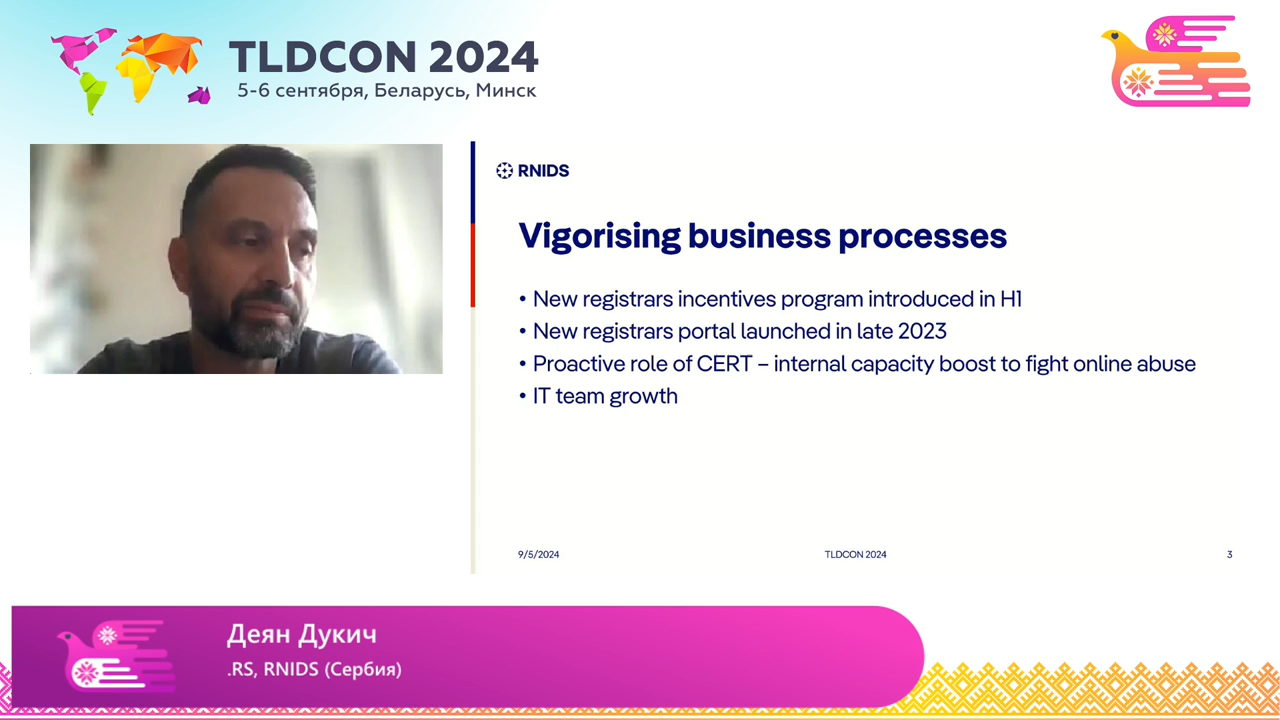 TLDCON 2024
5-6 сентября, Беларусь, Минск
RNIDS
Vigorising business processes
• New registrars incentives program introduced in H1
• New registrars portal launched in late 2023
• Proactive role of CERT – internal capacity boost to fight online abuse
• IT team growth
9/5/2024
TLDCON 2024
3
Деян Дукич
.RS, RNIDS (Сербия)